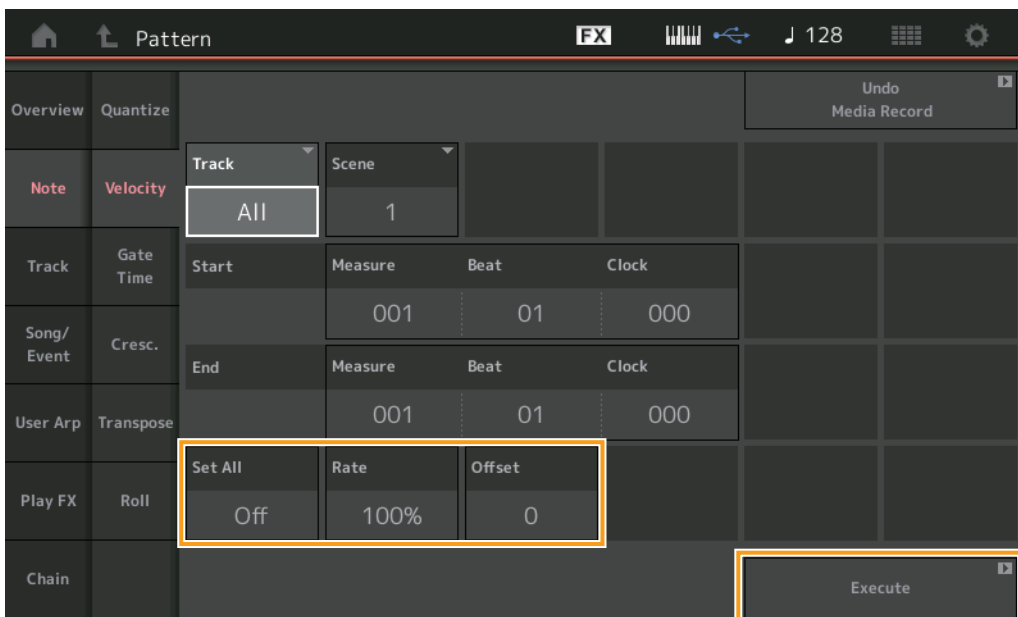 Pattern
FX
♩ 128
Overview
Quantize
Undo
Media Record
Note
Velocity
Track
Scene
All
1
Track
Gate
Time
Start
Measure
Beat
Clock
001
01
000
Song/
Event
Cresc.
End
Measure
Beat
Clock
001
01
000
User Arp
Transpose
Set All
Rate
Offset
Off
100%
0
Play FX
Roll
Chain
Execute